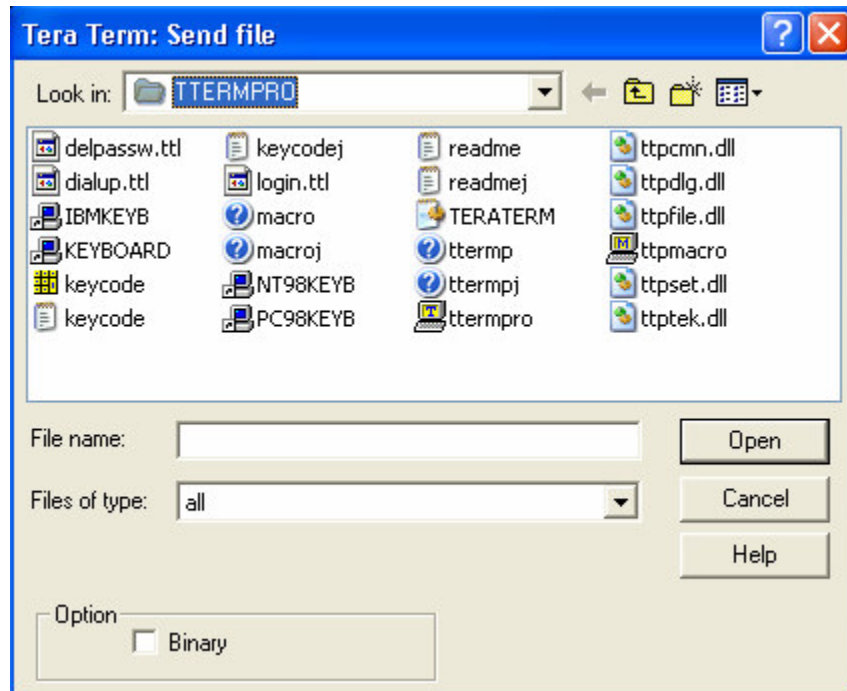 Tera Term: Send file
Look in: TTERMPRO
delpassw.ttl keycodej readme ttpcmn.dll
dialup.ttl login.ttl readmej ttpdlg.dll
IBMKEYB macro TERATERM ttpfile.dll
KEYBOARD macroj ttermp ttpmacro
keycode NT98KEYB ttermpj ttpset.dll
keycode PC98KEYB ttermpro ttptek.dll
File name: Open
Files of type: all Cancel
Help
Option
Binary